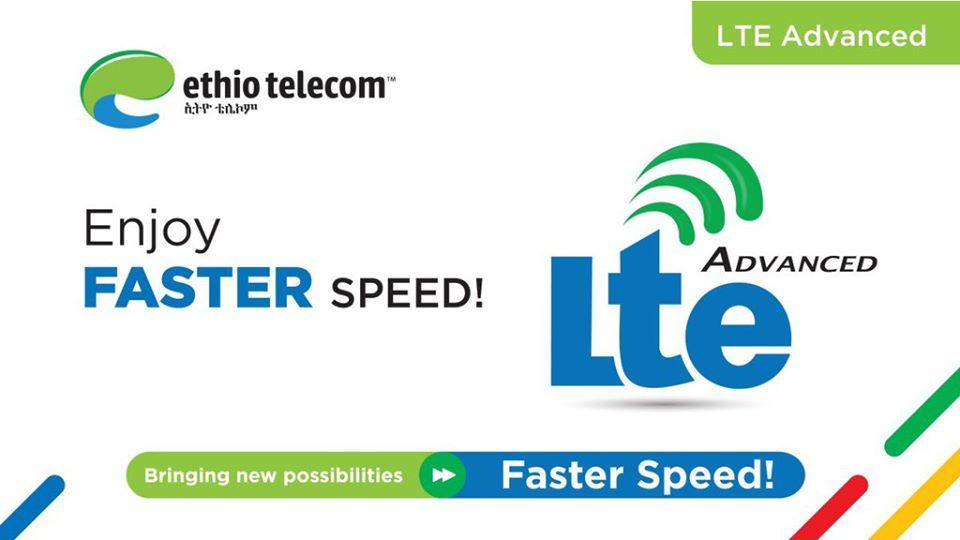 LTE Advanced
ethio telecom™
ኢትዮ ቴሌኮም
Enjoy
FASTER SPEED!
Lte ADVANCED
Bringing new possibilities
Faster Speed!